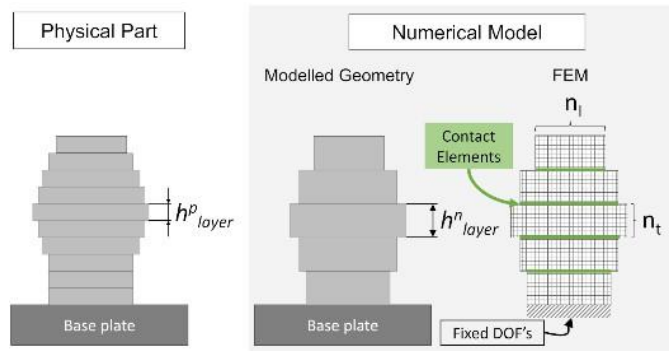 Physical Part
Numerical Model
Modelled Geometry
FEM
n_l
Contact
Elements
h^p_layer
h^n_layer
n_t
Base plate
Base plate
Fixed DOF's